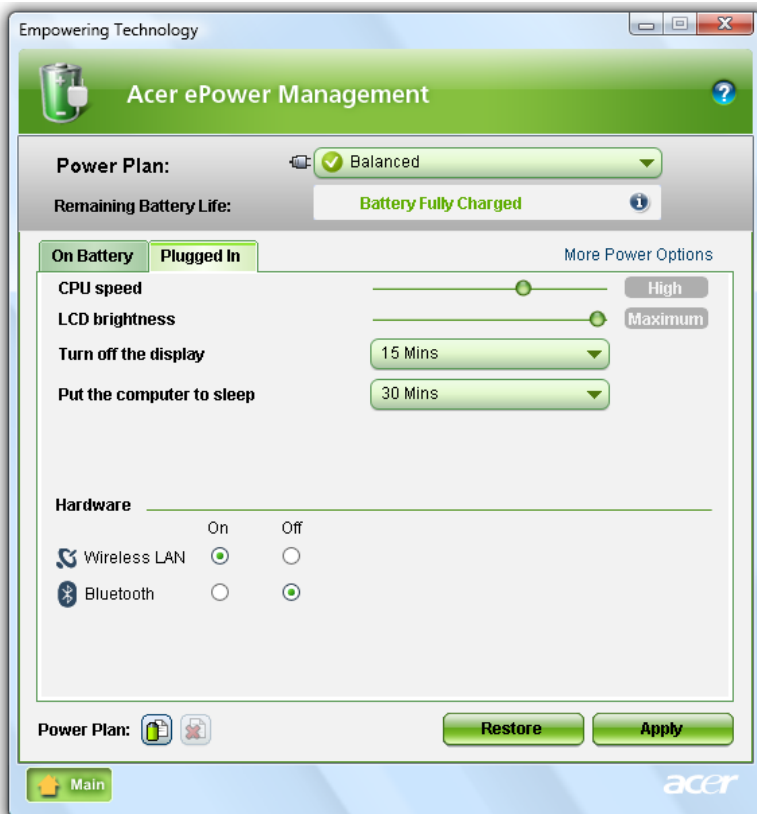 Empowering Technology
Acer ePower Management
Power Plan: Balanced
Remaining Battery Life: Battery Fully Charged
On Battery Plugged In More Power Options
CPU speed High
LCD brightness Maximum
Turn off the display 15 Mins
Put the computer to sleep 30 Mins
Hardware
On Off
Wireless LAN
Bluetooth
Power Plan: Restore Apply
Main acer